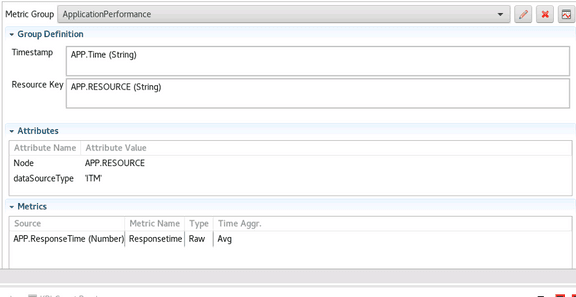 Metric Group ApplicationPerformance
Group Definition
Timestamp APP.Time (String)
Resource Key APP.RESOURCE (String)
Attributes
Attribute Name Attribute Value
Node APP.RESOURCE
dataSourceType 'ITM'
Metrics
Source Metric Name Type Time Aggr.
APP.ResponseTime (Number) Responsetime Raw Avg